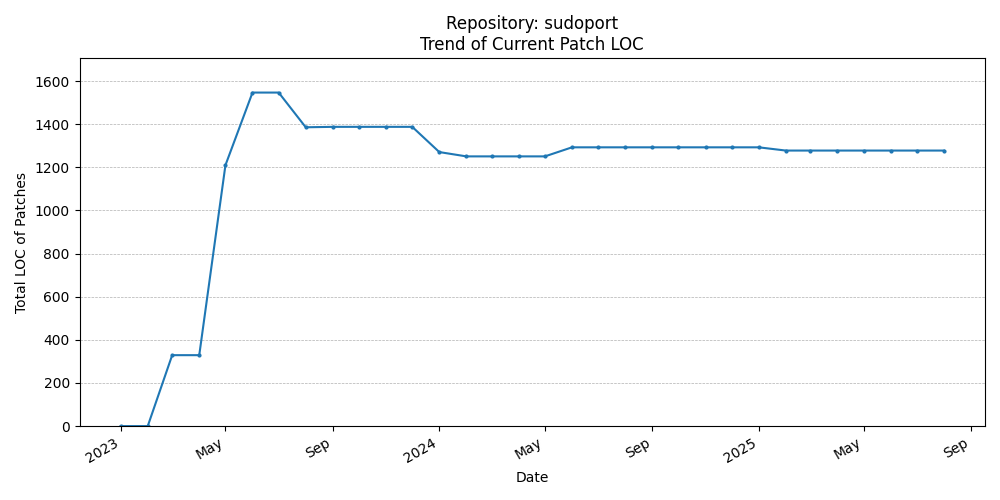 Repository: sudoport
Trend of Current Patch LOC
Total LOC of Patches
1600
1400
1200
1000
800
600
400
200
0
2023
May
Sep
2024
May
Sep
2025
May
Sep
Date